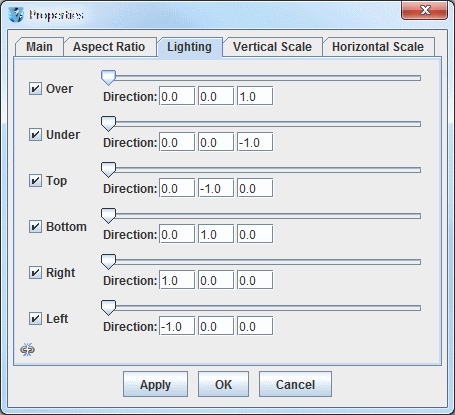 Properties
Main Aspect Ratio Lighting Vertical Scale Horizontal Scale
Over
Direction: 0.0 0.0 1.0
Under
Direction: 0.0 0.0 -1.0
Top
Direction: 0.0 -1.0 0.0
Bottom
Direction: 0.0 1.0 0.0
Right
Direction: 1.0 0.0 0.0
Left
Direction: -1.0 0.0 0.0
Apply OK Cancel